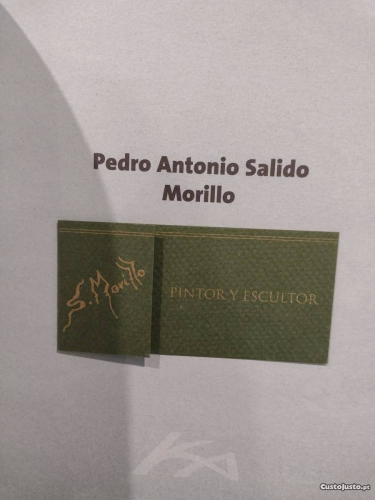 Pedro Antonio Salido
Morillo
S. Morillo
PINTOR Y ESCULTOR
CustoJusto.pt